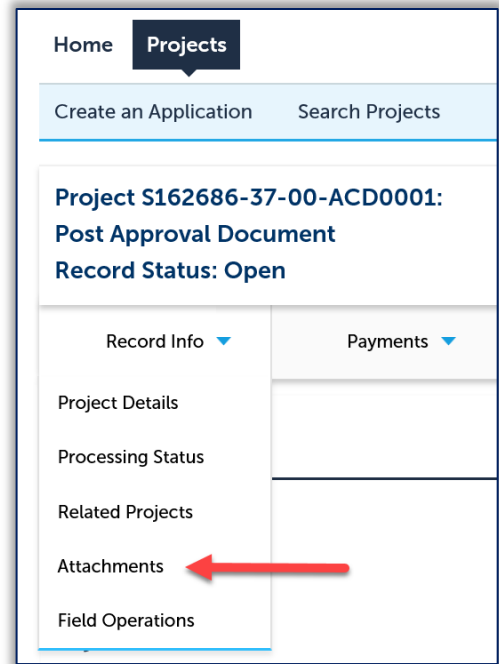 Home Projects
Create an Application Search Projects
Project S162686-37-00-ACD0001:
Post Approval Document
Record Status: Open
Record Info Payments
Project Details
Processing Status
Related Projects
Attachments
Field Operations